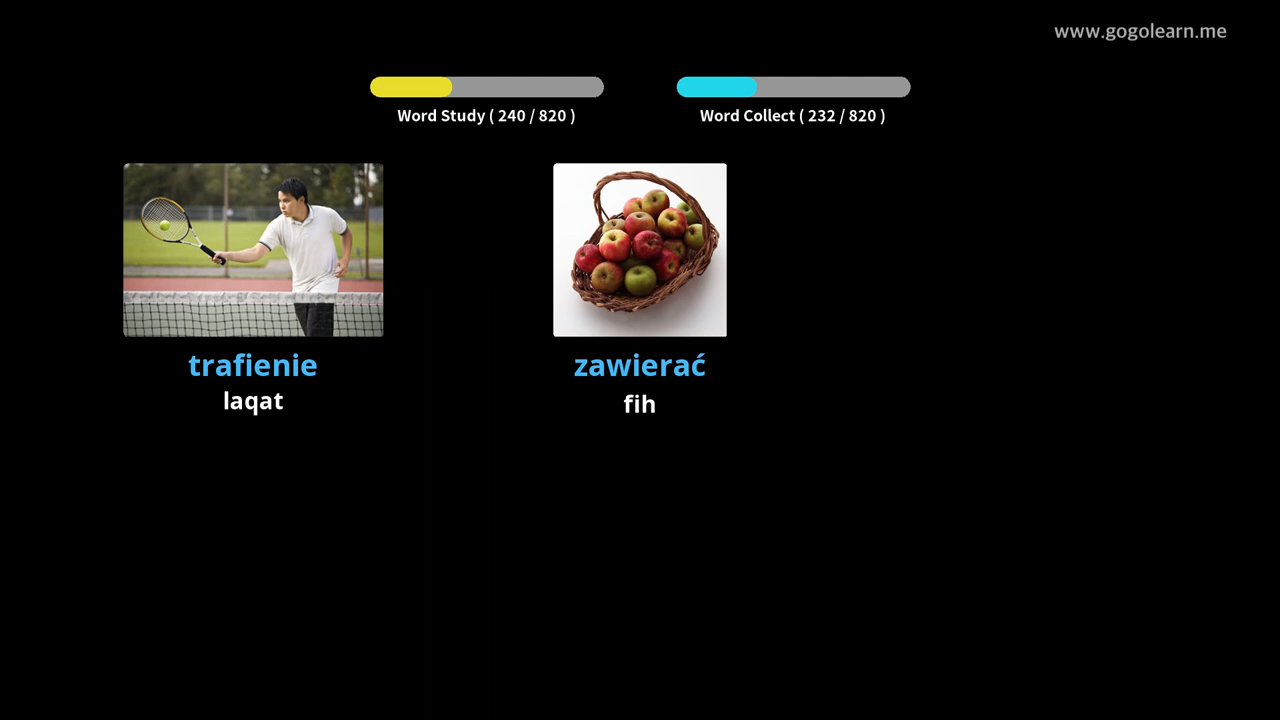 www.gogolearn.me
Word Study ( 240 / 820 )
Word Collect ( 232 / 820 )
trafienie
laqat
zawierać
fih